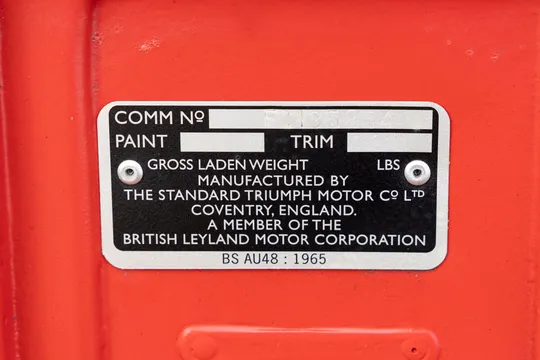 COMM Nº
PAINT TRIM
GROSS LADEN WEIGHT LBS
MANUFACTURED BY
THE STANDARD TRIUMPH MOTOR Cº LTD
COVENTRY, ENGLAND.
A MEMBER OF THE
BRITISH LEYLAND MOTOR CORPORATION
BS AU48 : 1965